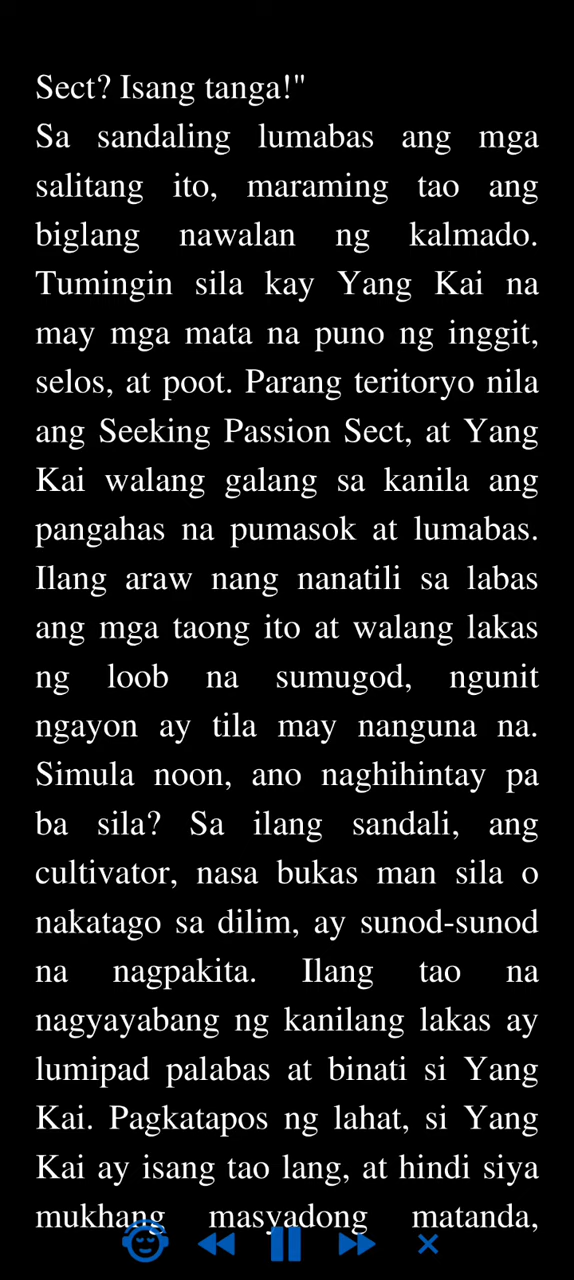 Sect? Isang tanga!"
Sa sandaling lumabas ang mga
salitang ito, maraming tao ang
biglang nawalan ng kalmado.
Tumingin sila kay Yang Kai na
may mga mata na puno ng inggit,
selos, at poot. Parang teritoryo nila
ang Seeking Passion Sect, at Yang
Kai walang galang sa kanila ang
pangahas na pumasok at lumabas.
Ilang araw nang nanatili sa labas
ang mga taong ito at walang lakas
ng loob na sumugod, ngunit
ngayon ay tila may nanguna na.
Simula noon, ano naghihintay pa
ba sila? Sa ilang sandali, ang
cultivator, nasa bukas man sila o
nakatago sa dilim, ay sunod-sunod
na nagpakita. Ilang tao na
nagyayabang ng kanilang lakas ay
lumipad palabas at binati si Yang
Kai. Pagkatapos ng lahat, si Yang
Kai ay isang tao lang, at hindi siya
mukhang masyadong matanda,